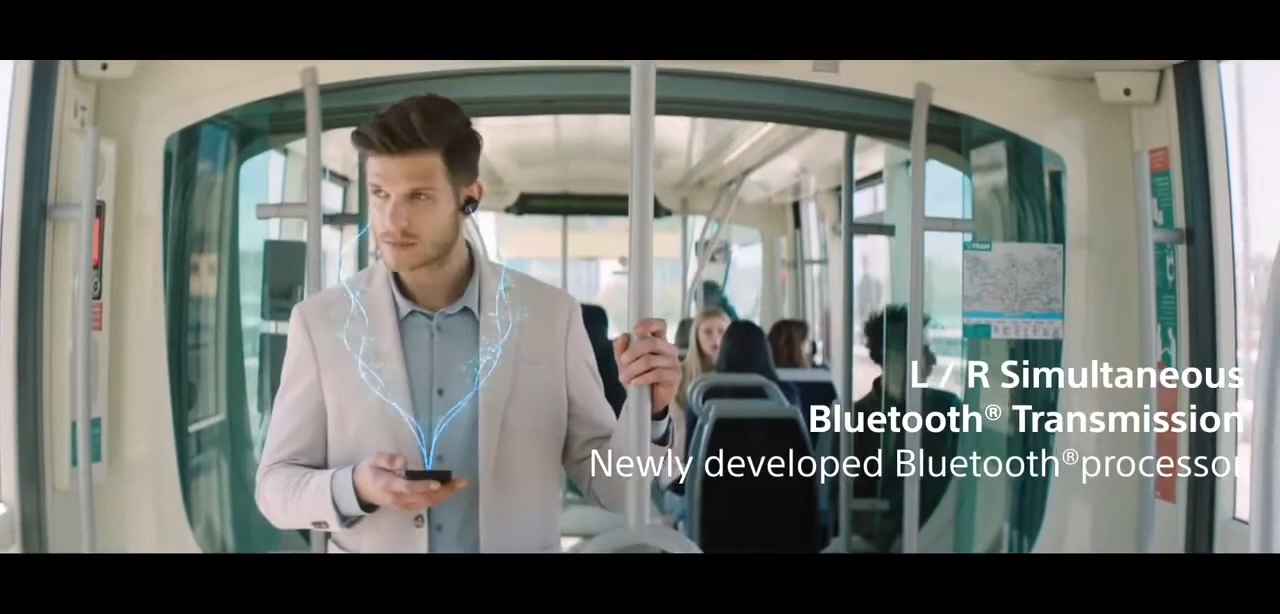 L / R Simultaneous
Bluetooth® Transmission
Newly developed Bluetooth®processor